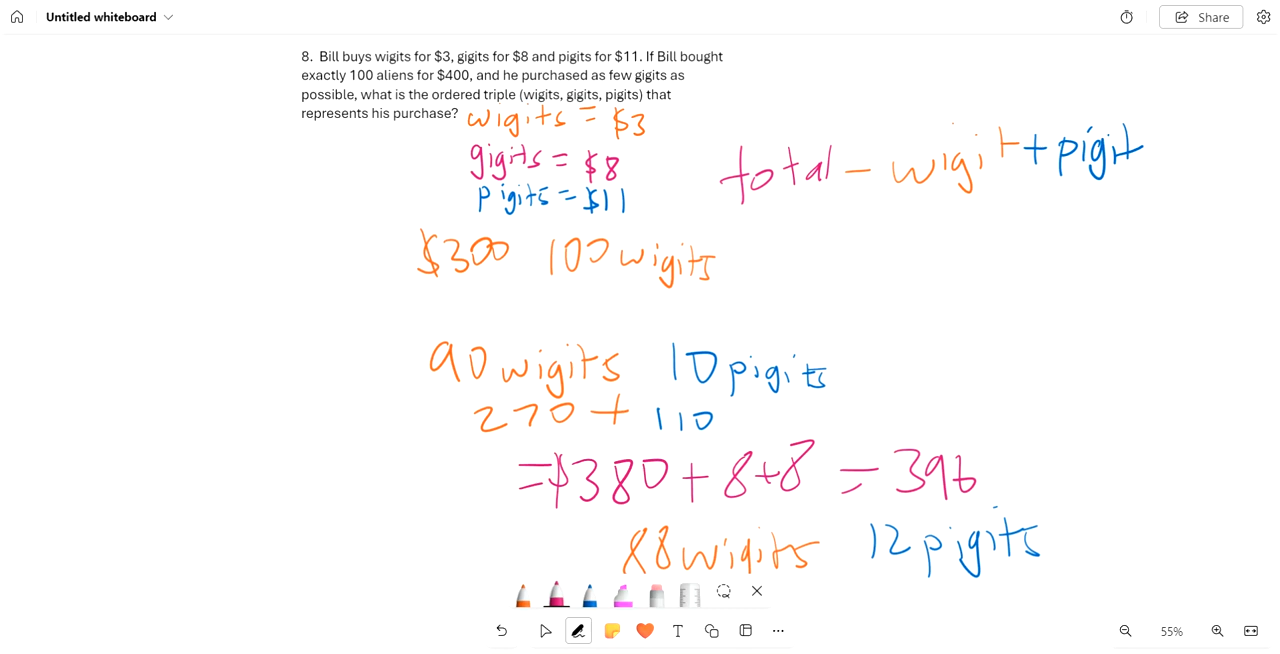 Untitled whiteboard
Share
8. Bill buys wigits for $3, gigits for $8 and pigits for $11. If Bill bought
exactly 100 aliens for $400, and he purchased as few gigits as
possible, what is the ordered triple (wigits, gigits, pigits) that
represents his purchase?
wigits = $3
gigits = $8
pigits = $11
total - wigit + pigit
$300 100 wigits
90 wigits 10 pigits
270 + 110
= $380 + 8 + 8 = 396
88 wigits 12 pigits
T
55%